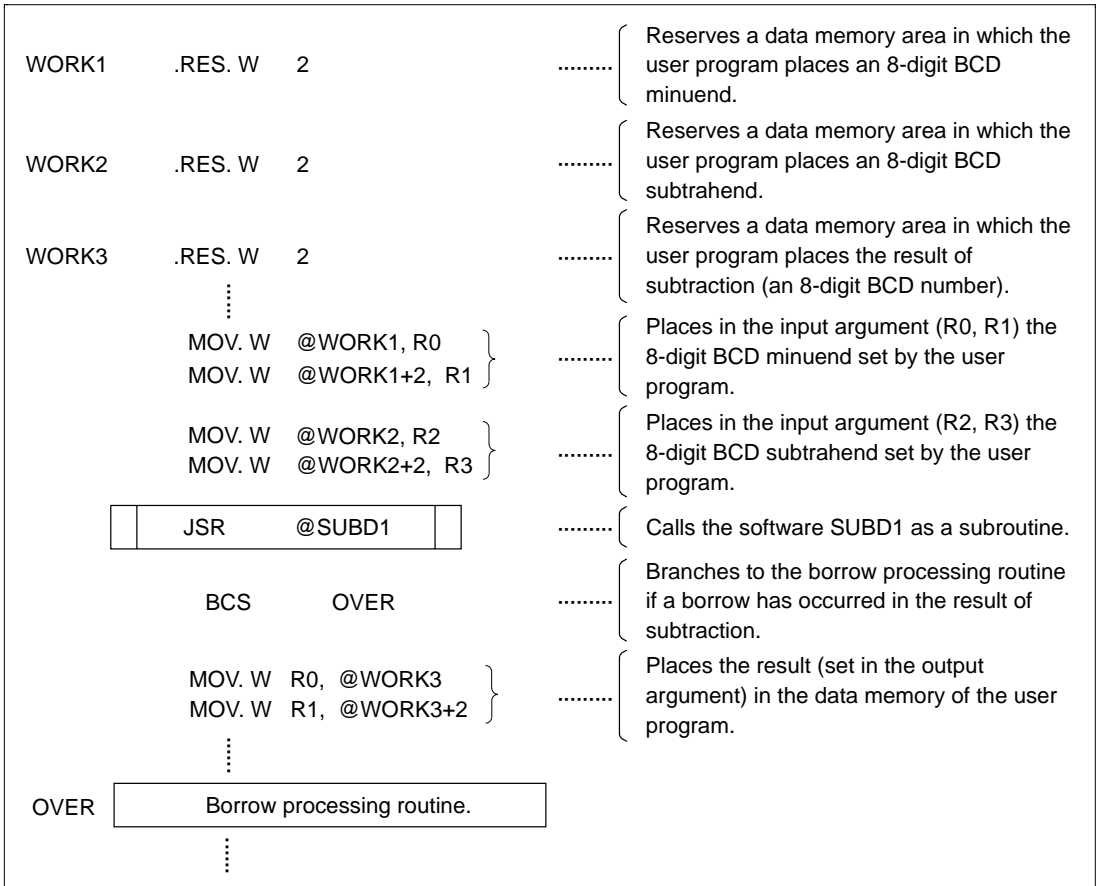 WORK1 .RES. W 2 ......... Reserves a data memory area in which the
user program places an 8-digit BCD
minuend.
WORK2 .RES. W 2 ......... Reserves a data memory area in which the
user program places an 8-digit BCD
subtrahend.
WORK3 .RES. W 2 ......... Reserves a data memory area in which the
user program places the result of
subtraction (an 8-digit BCD number).
MOV. W @WORK1, R0
MOV. W @WORK1+2, R1 ......... Places in the input argument (R0, R1) the
8-digit BCD minuend set by the user
program.
MOV. W @WORK2, R2
MOV. W @WORK2+2, R3 ......... Places in the input argument (R2, R3) the
8-digit BCD subtrahend set by the user
program.
JSR @SUBD1 ......... Calls the software SUBD1 as a subroutine.
BCS OVER ......... Branches to the borrow processing routine
if a borrow has occurred in the result of
subtraction.
MOV. W R0, @WORK3
MOV. W R1, @WORK3+2 ......... Places the result (set in the output
argument) in the data memory of the user
program.
OVER Borrow processing routine.